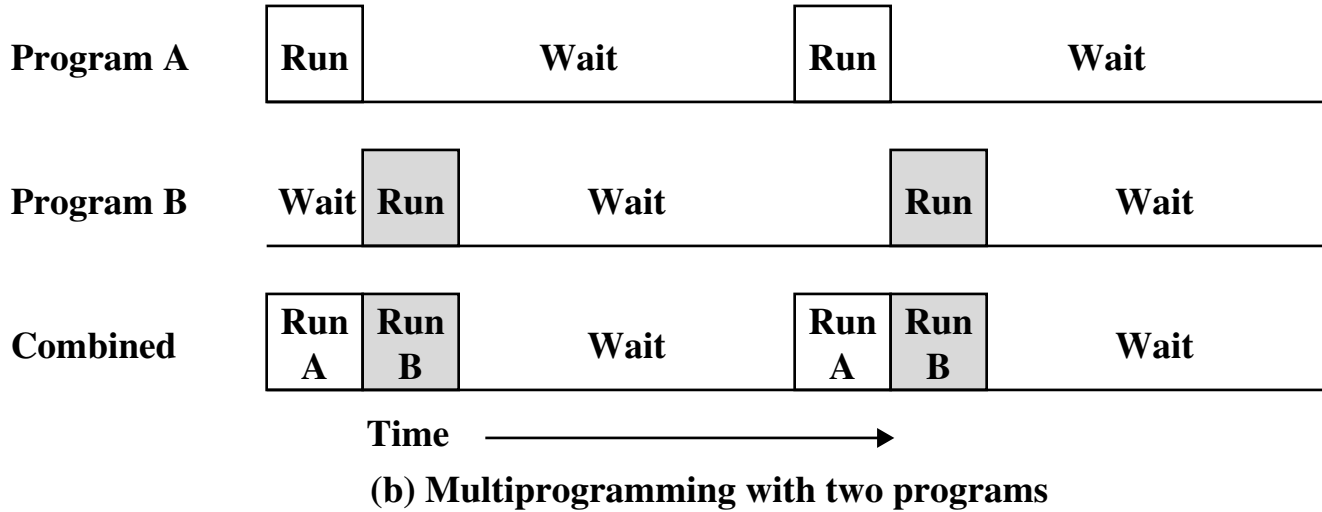 Program A Run Wait Run Wait
Program B Wait Run Wait Run Wait
Combined Run A Run B Wait Run A Run B Wait
Time
(b) Multiprogramming with two programs